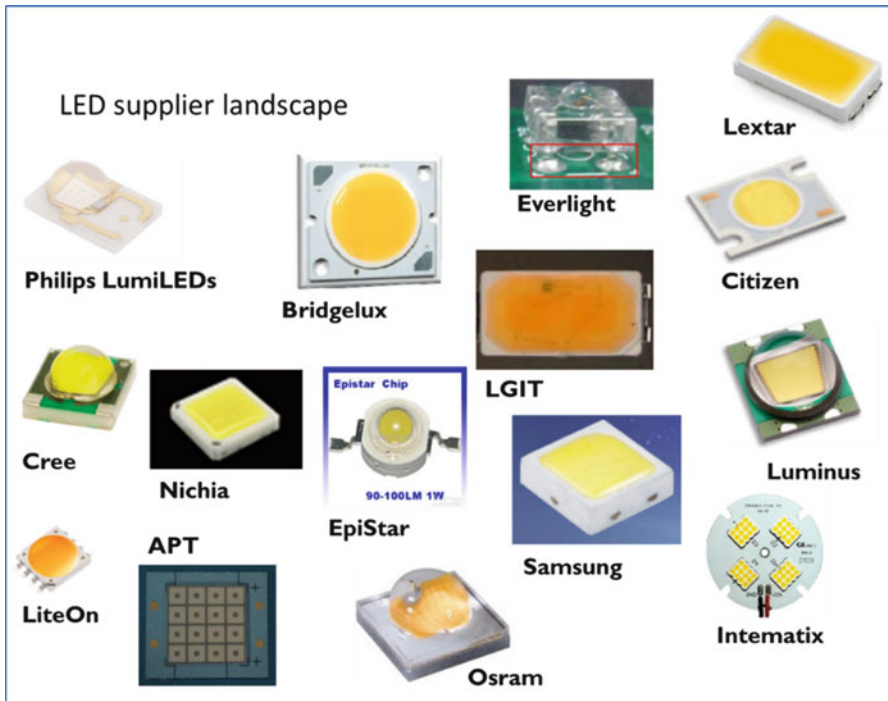 LED supplier landscape
Lextar
Everlight
Philips LumiLEDs
Bridgelux
Citizen
LGIT
Cree
Nichia
Epistar Chip
90-100LM 1W
EpiStar
Samsung
Luminus
LiteOn
APT
Osram
Intematix